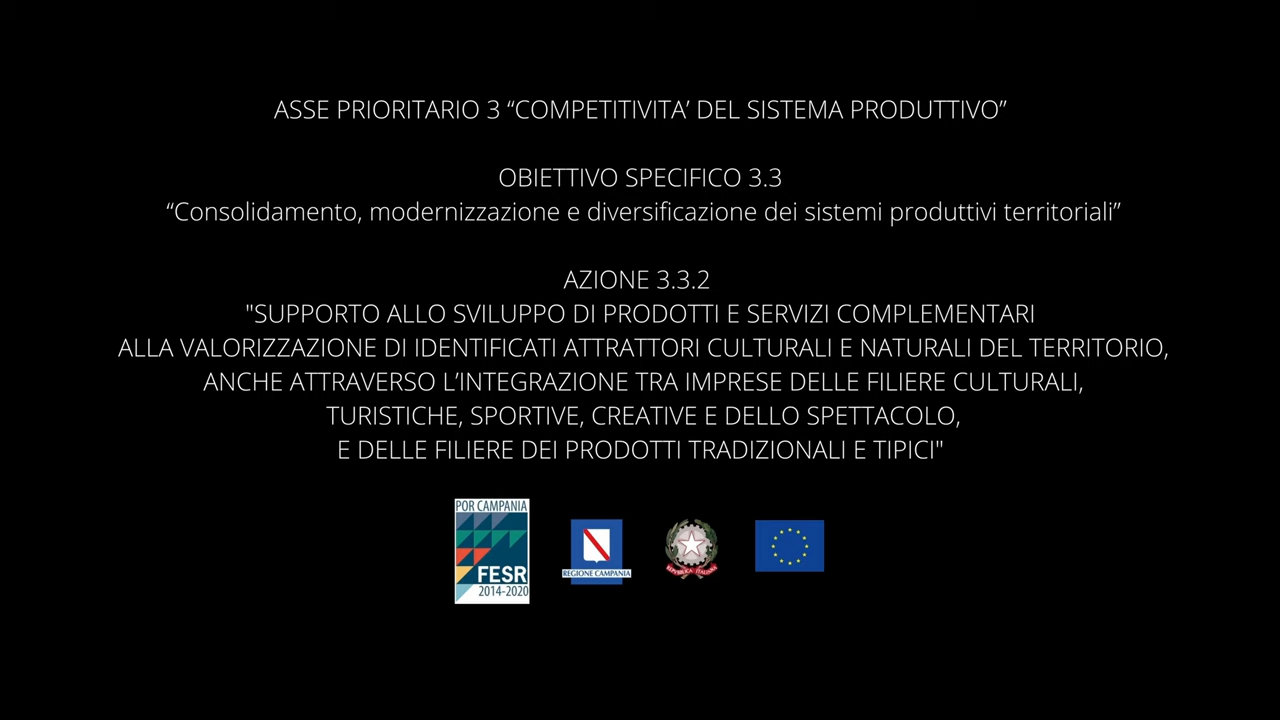 ASSE PRIORITARIO 3 “COMPETITIVITA’ DEL SISTEMA PRODUTTIVO”
OBIETTIVO SPECIFICO 3.3
“Consolidamento, modernizzazione e diversificazione dei sistemi produttivi territoriali”
AZIONE 3.3.2
"SUPPORTO ALLO SVILUPPO DI PRODOTTI E SERVIZI COMPLEMENTARI
ALLA VALORIZZAZIONE DI IDENTIFICATI ATTRATTORI CULTURALI E NATURALI DEL TERRITORIO,
ANCHE ATTRAVERSO L’INTEGRAZIONE TRA IMPRESE DELLE FILIERE CULTURALI,
TURISTICHE, SPORTIVE, CREATIVE E DELLO SPETTACOLO,
E DELLE FILIERE DEI PRODOTTI TRADIZIONALI E TIPICI"
POR CAMPANIA
FESR
2014-2020
REGIONE CAMPANIA
REPVBBLICA ITALIANA